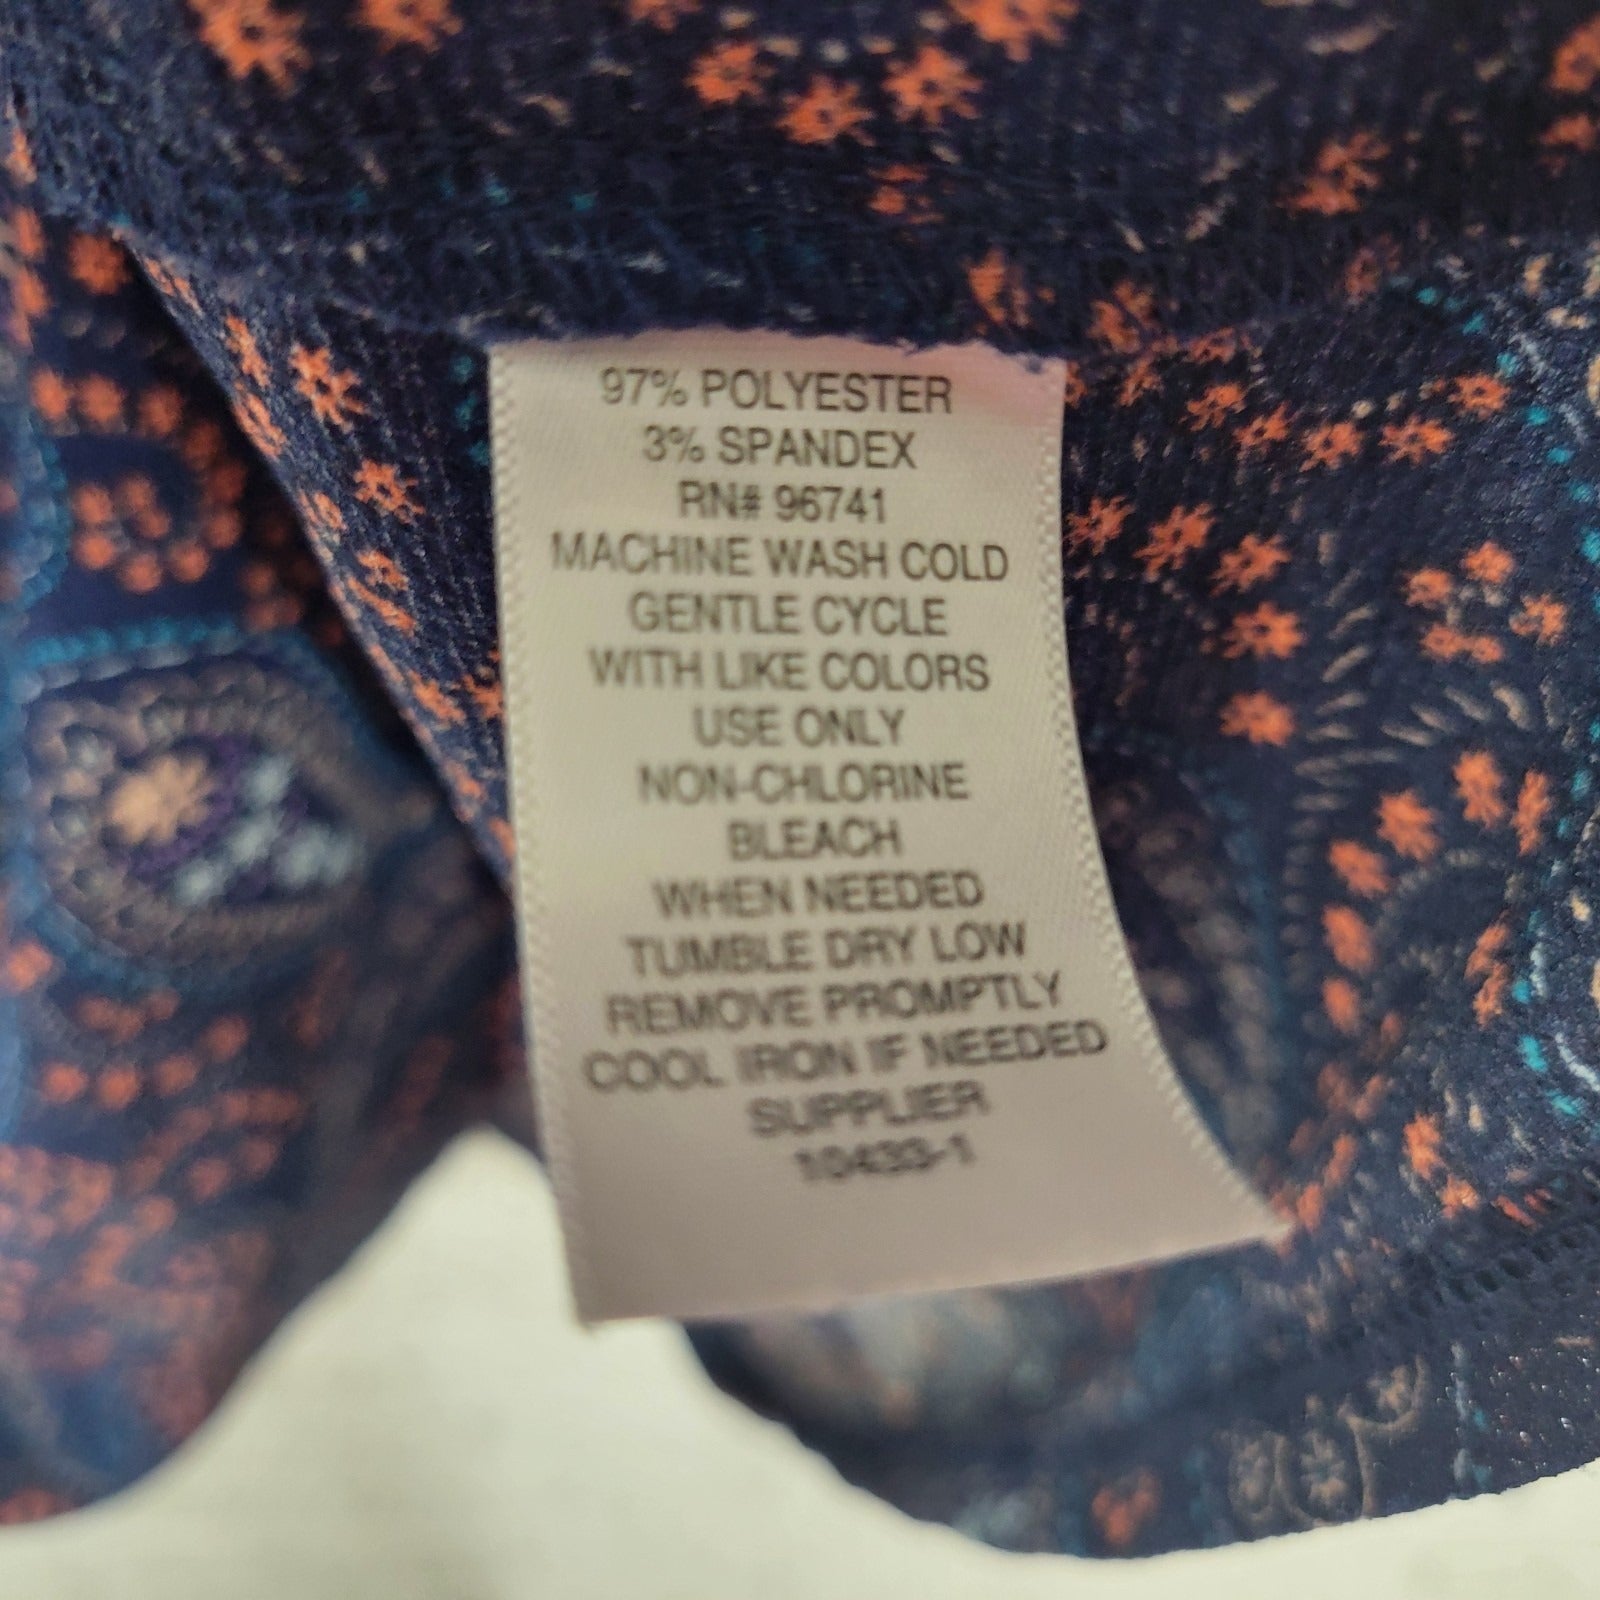 97% POLYESTER
3% SPANDEX
RN# 96741
MACHINE WASH COLD
GENTLE CYCLE
WITH LIKE COLORS
USE ONLY
NON-CHLORINE
BLEACH
WHEN NEEDED
TUMBLE DRY LOW
REMOVE PROMPTLY
COOL IRON IF NEEDED
SUPPLIER
10433-1